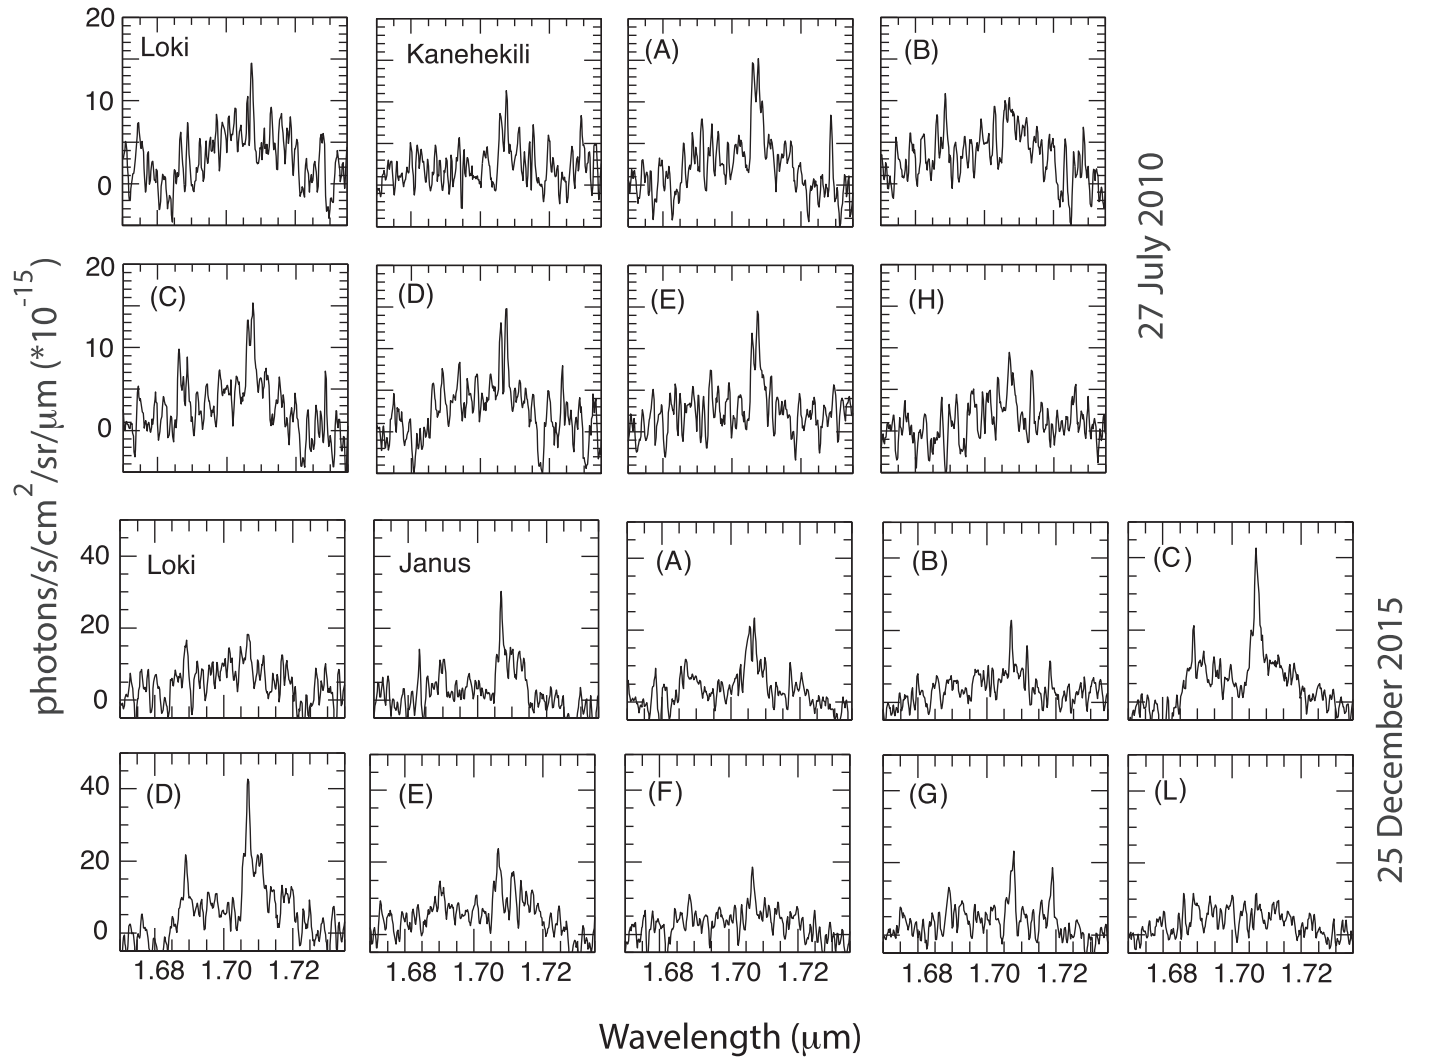 20
10
0
Loki
Kanehekili
(A)
(B)
20
10
0
(C)
(D)
(E)
(H)
27 July 2010
photons/s/cm2/sr/μm (*10-15)
40
20
0
Loki
Janus
(A)
(B)
(C)
40
20
0
(D)
(E)
(F)
(G)
(L)
25 December 2015
1.68 1.70 1.72
1.68 1.70 1.72
1.68 1.70 1.72
1.68 1.70 1.72
1.68 1.70 1.72
Wavelength (μm)